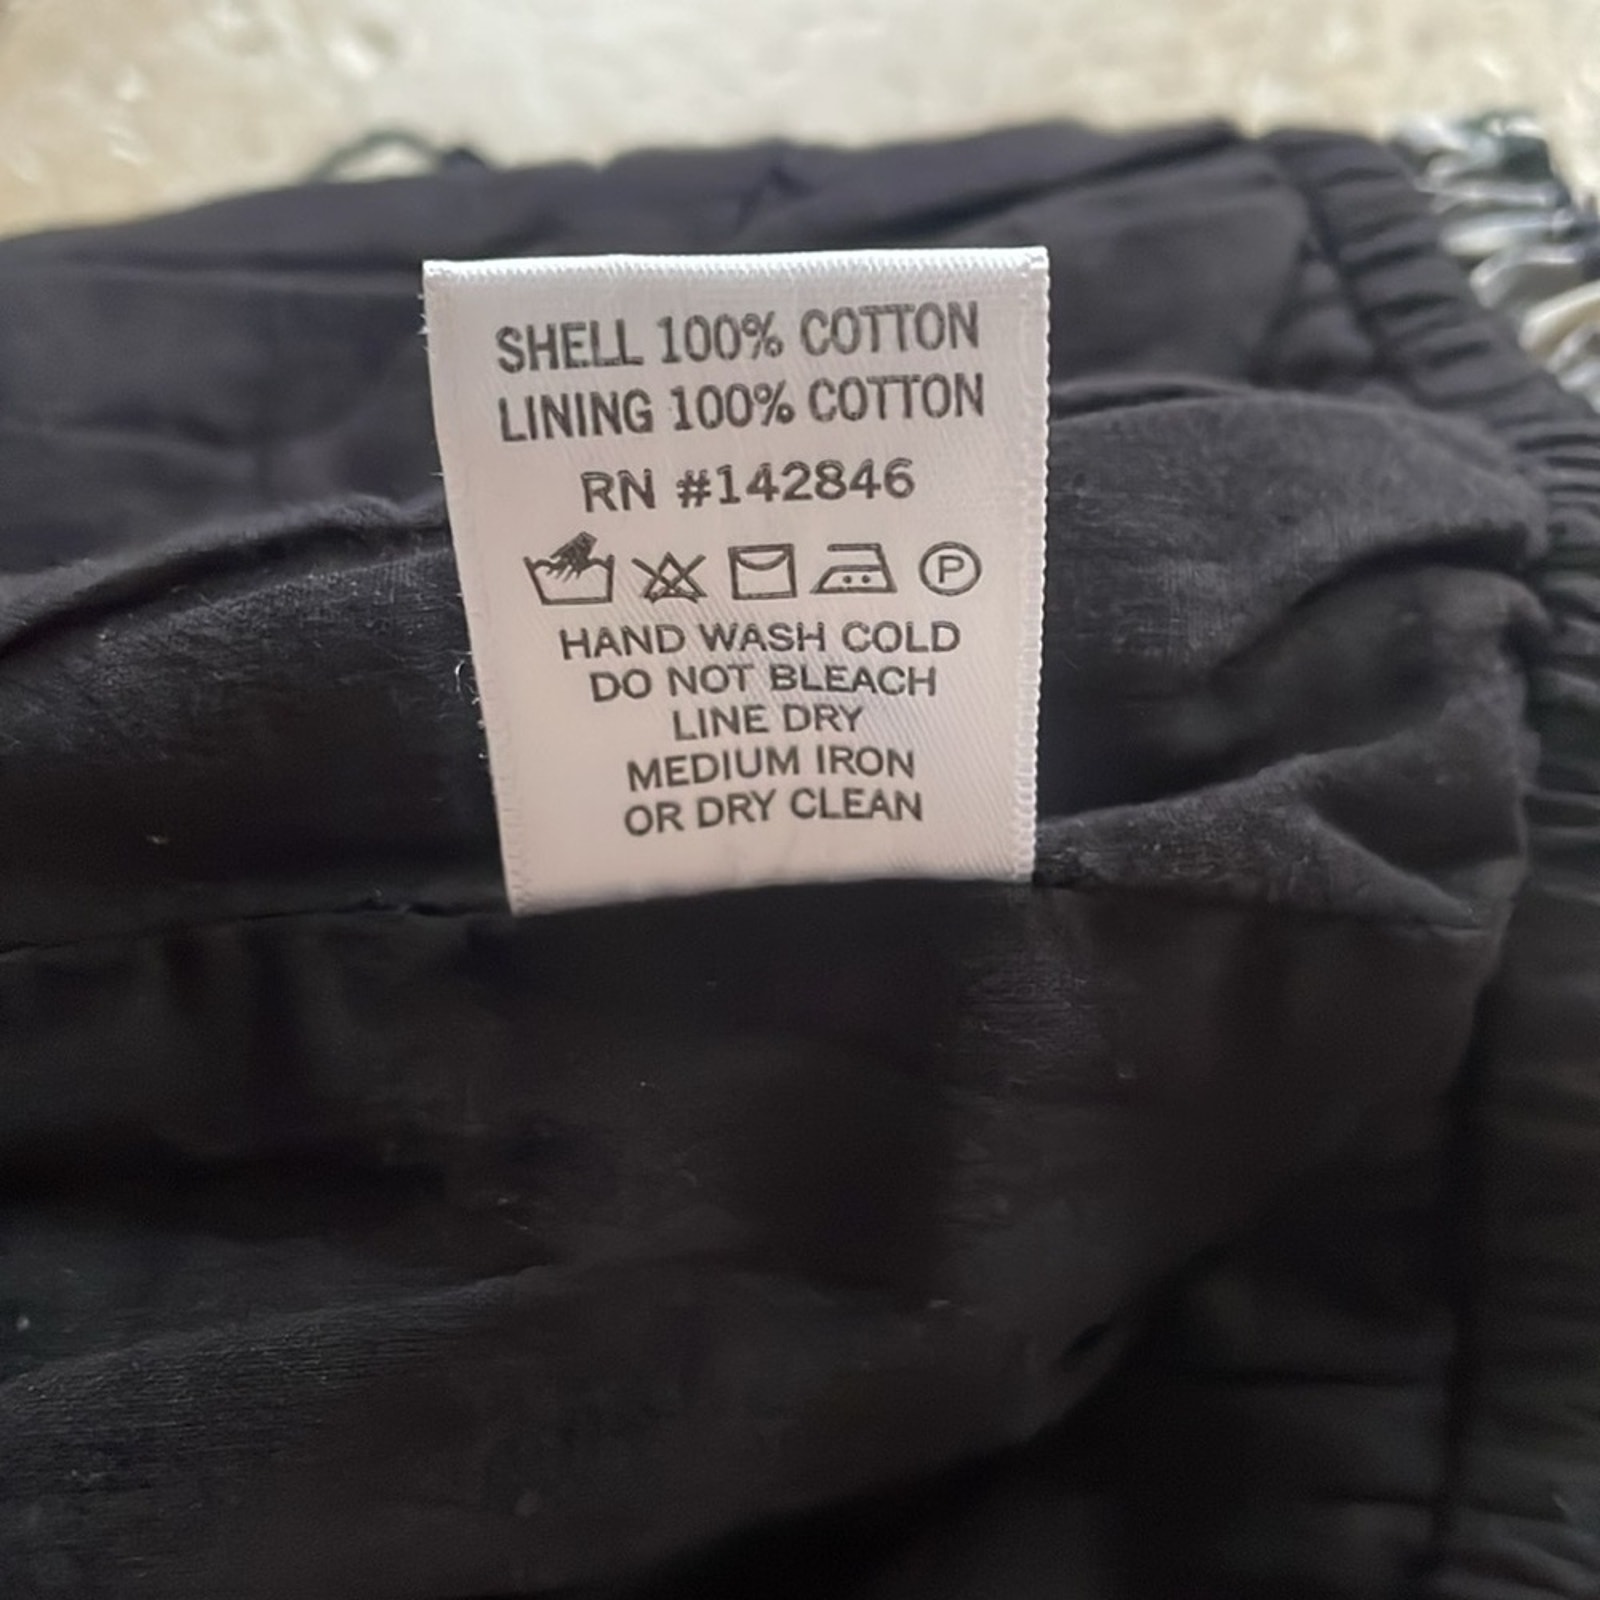 SHELL 100% COTTON
LINING 100% COTTON
RN #142846
P
HAND WASH COLD
DO NOT BLEACH
LINE DRY
MEDIUM IRON
OR DRY CLEAN